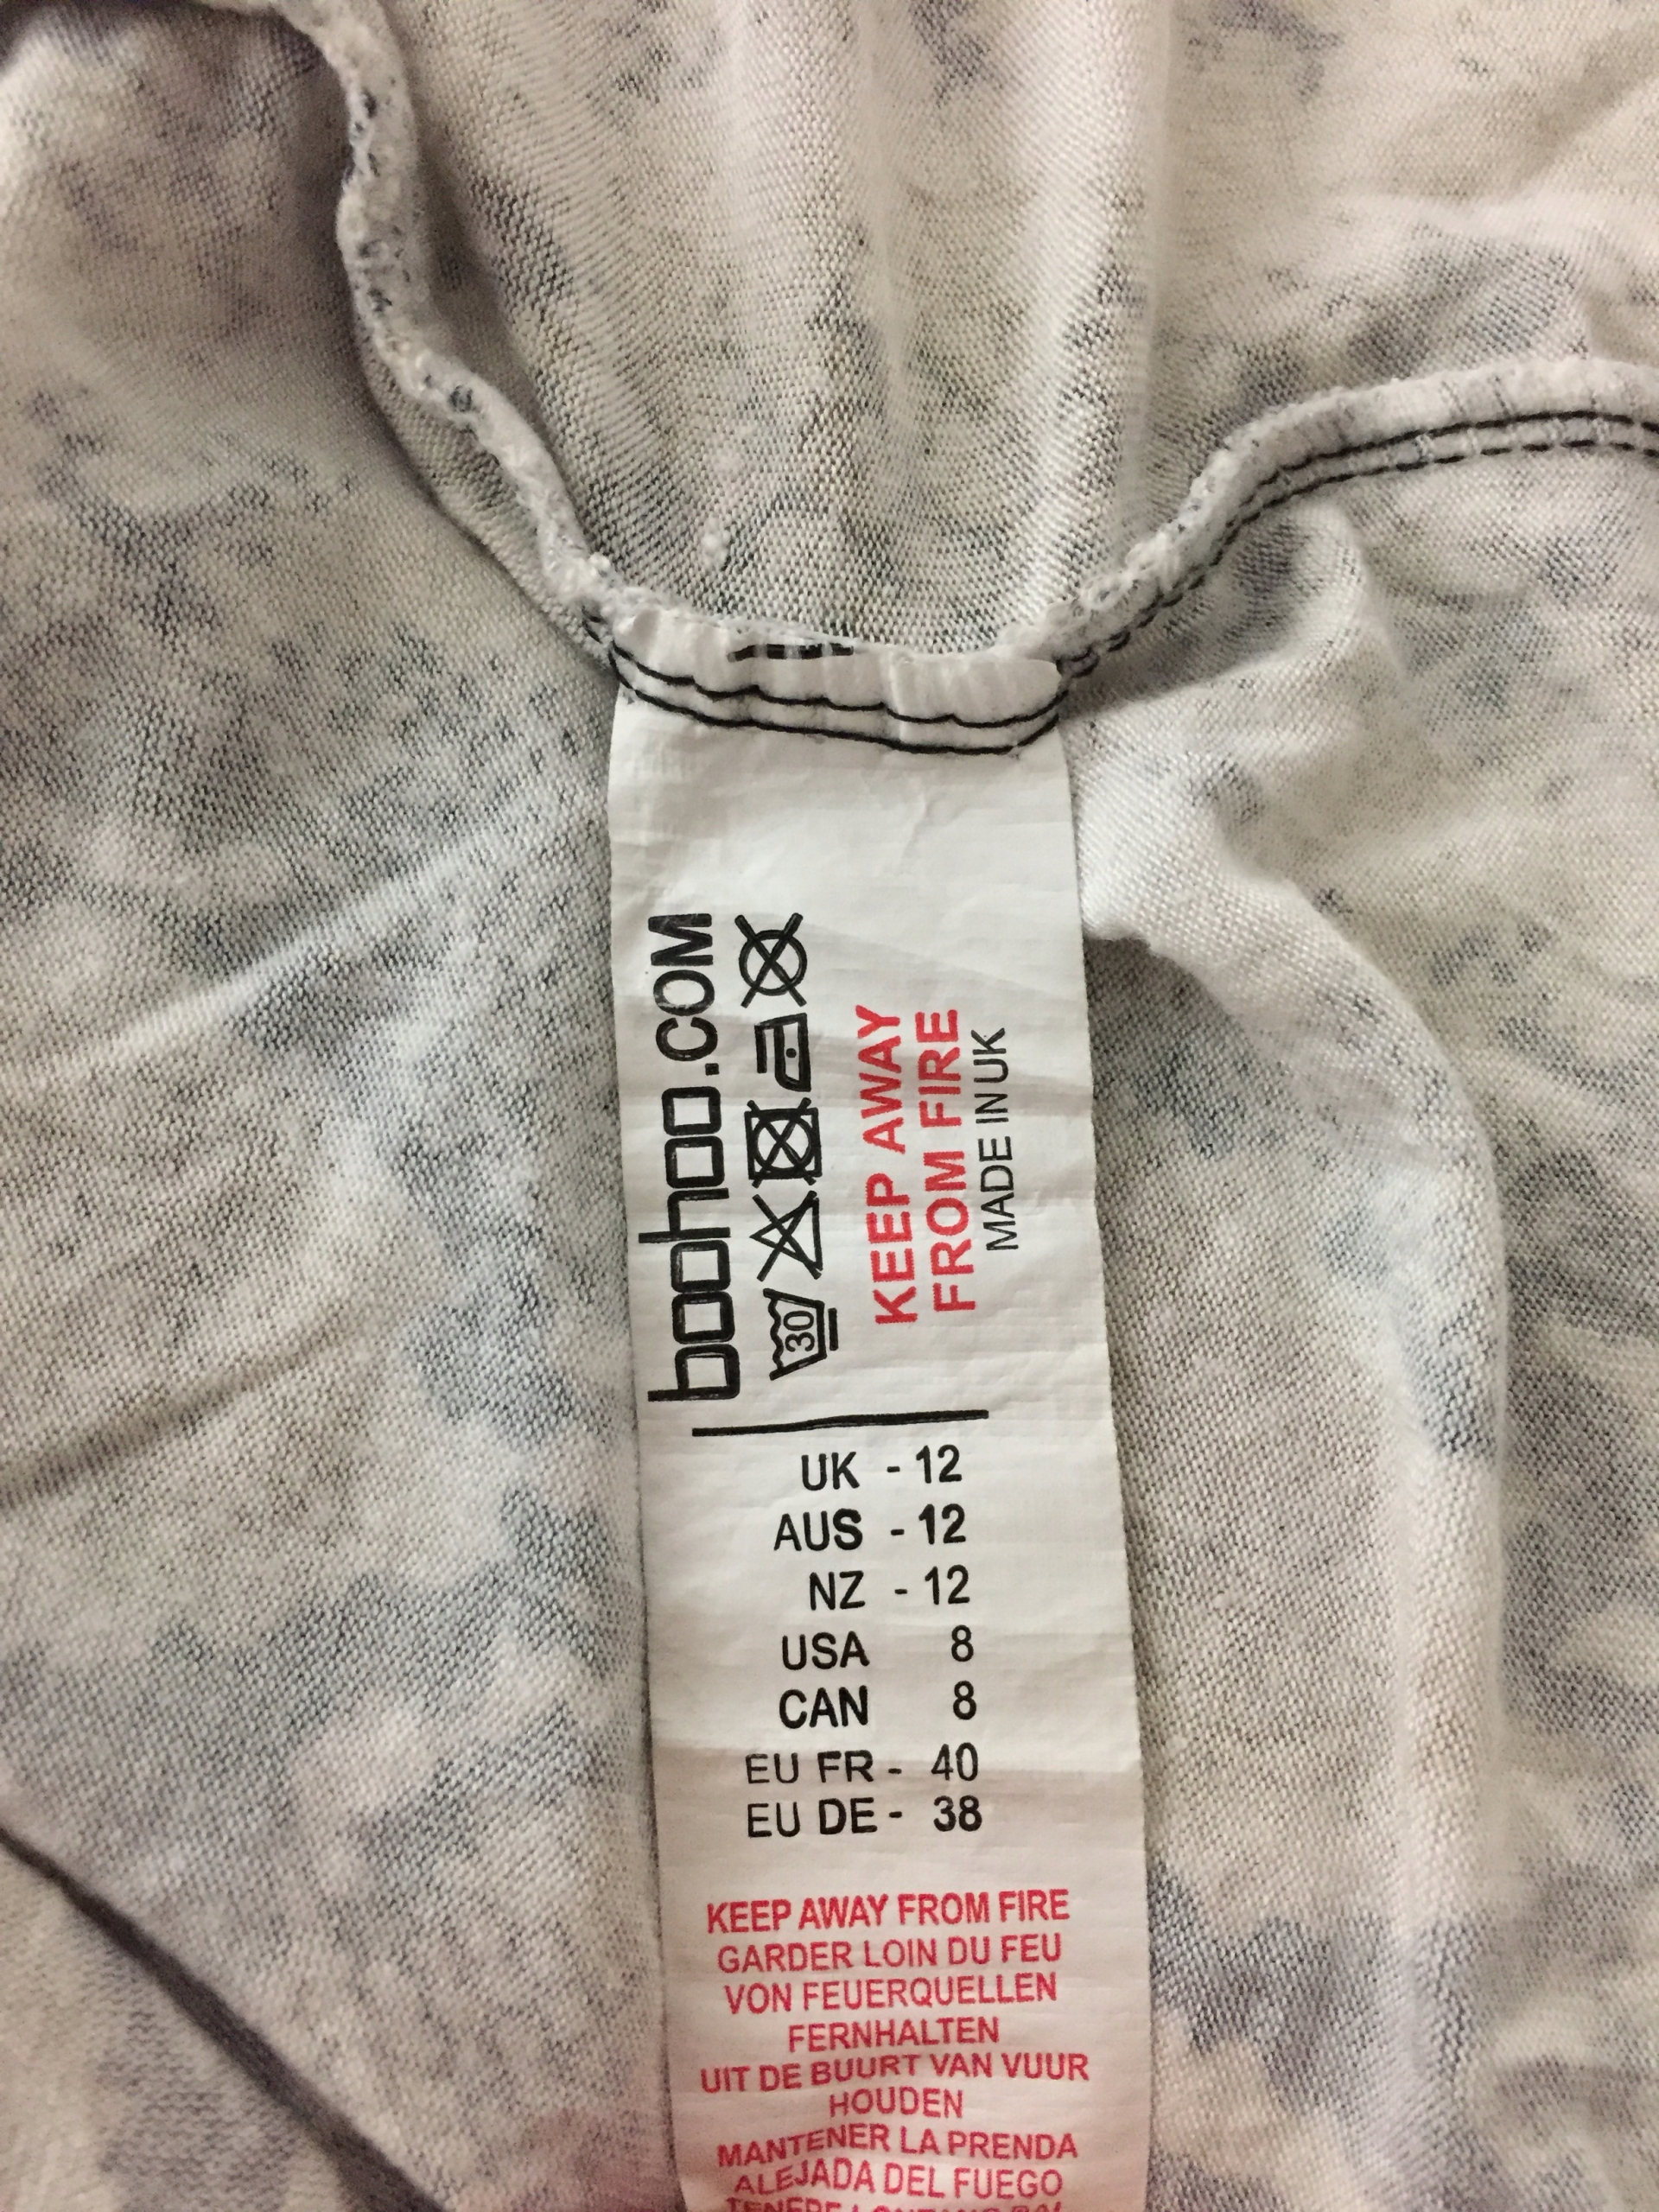 boohoo.COM
30
KEEP AWAY
FROM FIRE
MADE IN UK
UK - 12
AUS - 12
NZ - 12
USA 8
CAN 8
EU FR - 40
EU DE - 38
KEEP AWAY FROM FIRE
GARDER LOIN DU FEU
VON FEUERQUELLEN
FERNHALTEN
UIT DE BUURT VAN VUUR
HOUDEN
MANTENER LA PRENDA
ALEJADA DEL FUEGO